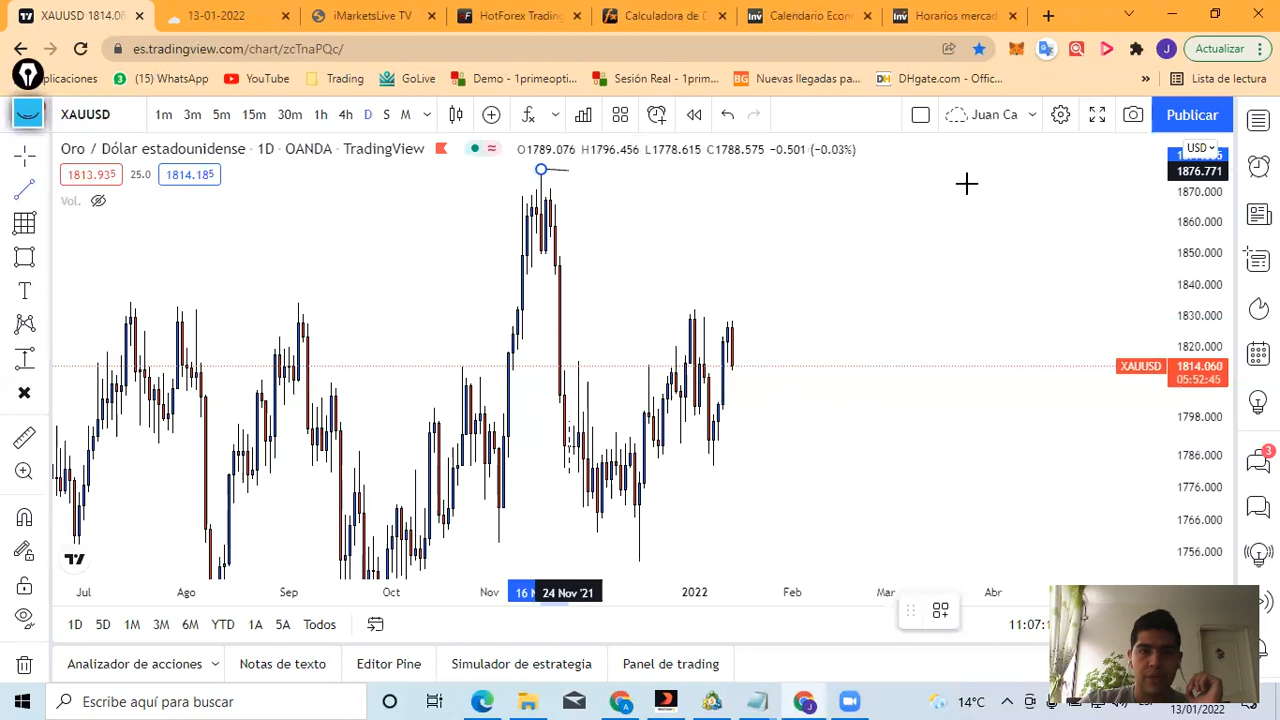 XAUUSD 1814.06
13-01-2022
iMarketsLive TV
HotForex Trading
Calculadora de D
Calendario Econ
Horarios mercad
es.tradingview.com/chart/zcTnaPQc/
J
Actualizar
plicaciones
(15) WhatsApp
YouTube
Trading
GoLive
Demo - 1primeopti...
Sesión Real - 1prim...
Nuevas llegadas pa...
DHgate.com - Offic...
»
Lista de lectura
XAUUSD
1m 3m 5m 15m 30m 1h 4h D S M
Juan Ca
Publicar
Oro / Dólar estadounidense · 1D · OANDA · TradingView
O1789.076 H1796.456 L1778.615 C1788.575 −0.501 (−0.03%)
USD
1813.935
25.0
1814.185
1876.771
Vol.
1870.000
1860.000
1850.000
1840.000
1830.000
1820.000
XAUUSD
1814.060
05:52:45
1798.000
1786.000
1776.000
1766.000
1756.000
3
Jul
Ago
Sep
Oct
Nov
16 N
24 Nov '21
2022
Feb
Mar
Abr
1D 5D 1M 3M 6M YTD 1A 5A Todos
11:07:1
Analizador de acciones
Notas de texto
Editor Pine
Simulador de estrategia
Panel de trading
Escribe aquí para buscar
14°C
13/01/2022